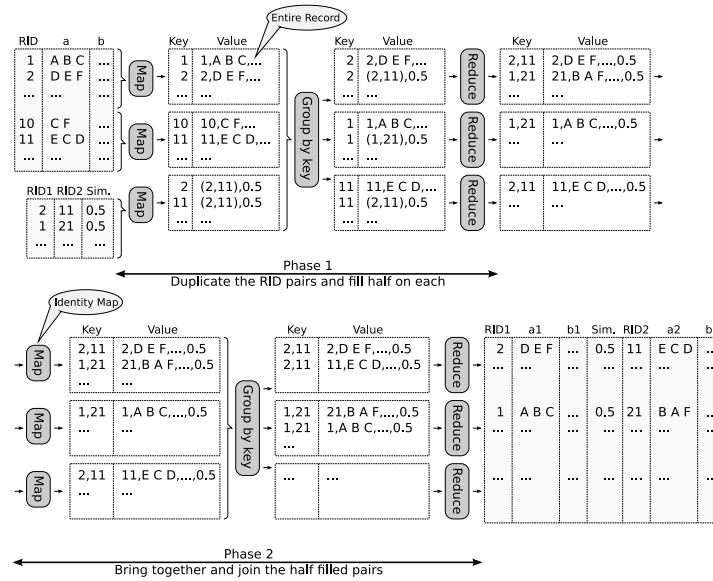 Entire Record
RID a b
1 A B C ...
2 D E F ...
... ... ...
10 C F ...
11 E C D ...
... ... ...
RID1 RID2 Sim.
2 11 0.5
1 21 0.5
... ... ...
Map
Map
Map
Key Value
1 1,A B C,...
2 2,D E F,...
... ...
10 10,C F,...
11 11,E C D,...
... ...
2 (2,11),0.5
11 (2,11),0.5
... ...
Group by key
Key Value
2 2,D E F,...
2 (2,11),0.5
... ...
1 1,A B C,...
1 (1,21),0.5
... ...
11 11,E C D,...
11 (2,11),0.5
... ...
Reduce
Reduce
Reduce
Key Value
2,11 2,D E F,...,0.5
1,21 21,B A F,...,0.5
... ...
1,21 1,A B C,...,0.5
... ...
2,11 11,E C D,...,0.5
... ...
Phase 1
Duplicate the RID pairs and fill half on each
Identity Map
Map
Map
Map
Key Value
2,11 2,D E F,...,0.5
1,21 21,B A F,...,0.5
... ...
1,21 1,A B C,...,0.5
... ...
2,11 11,E C D,...,0.5
... ...
Group by key
Key Value
2,11 2,D E F,...,0.5
2,11 11,E C D,...,0.5
1,21 21,B A F,...,0.5
1,21 1,A B C,...,0.5
...
... ...
Reduce
Reduce
Reduce
RID1 a1 b1 Sim. RID2 a2 b2
2 D E F ... 0.5 11 E C D ...
... ... ... ... ... ... ...
1 A B C ... 0.5 21 B A F ...
... ... ... ... ... ... ...
... ... ... ... ... ... ...
Phase 2
Bring together and join the half filled pairs